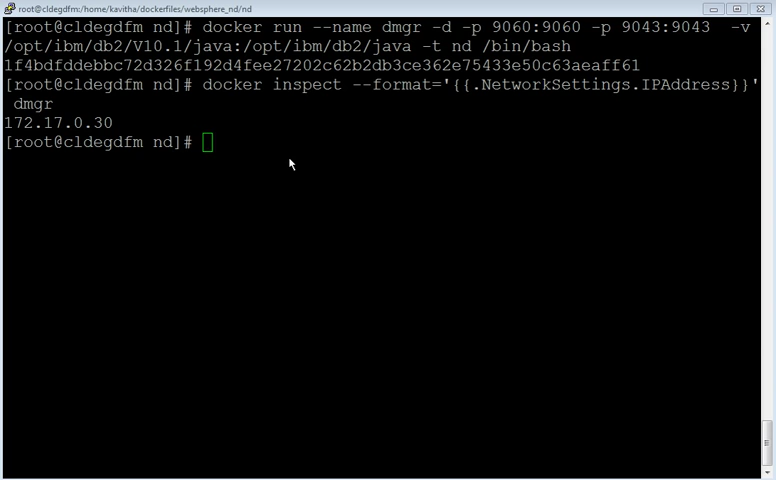 root@cldegdfm:/home/kavitha/dockerfiles/websphere_nd/nd
[root@cldegdfm nd]# docker run --name dmgr -d -p 9060:9060 -p 9043:9043  -v
/opt/ibm/db2/V10.1/java:/opt/ibm/db2/java -t nd /bin/bash
1f4bdfddebbc72d326f192d4fee27202c62b2db3ce362e75433e50c63aeaff61
[root@cldegdfm nd]# docker inspect --format='{{.NetworkSettings.IPAddress}}'
 dmgr
172.17.0.30
[root@cldegdfm nd]#